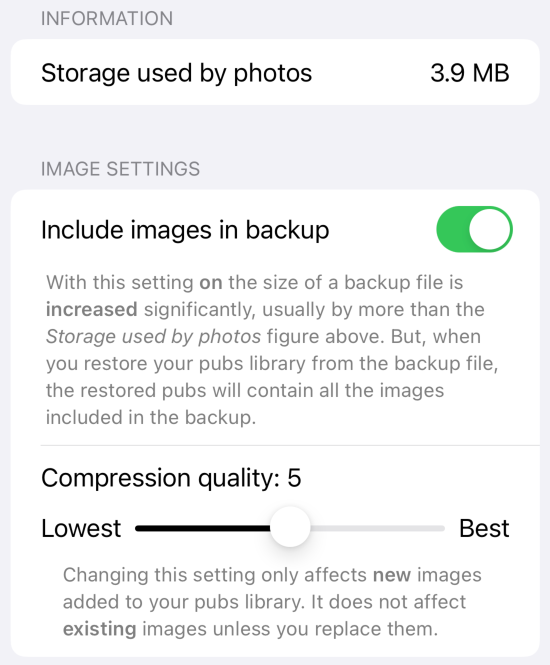 INFORMATION
Storage used by photos 3.9 MB
IMAGE SETTINGS
Include images in backup
With this setting on the size of a backup file is
increased significantly, usually by more than the
Storage used by photos figure above. But, when
you restore your pubs library from the backup file,
the restored pubs will contain all the images
included in the backup.
Compression quality: 5
Lowest Best
Changing this setting only affects new images
added to your pubs library. It does not affect
existing images unless you replace them.